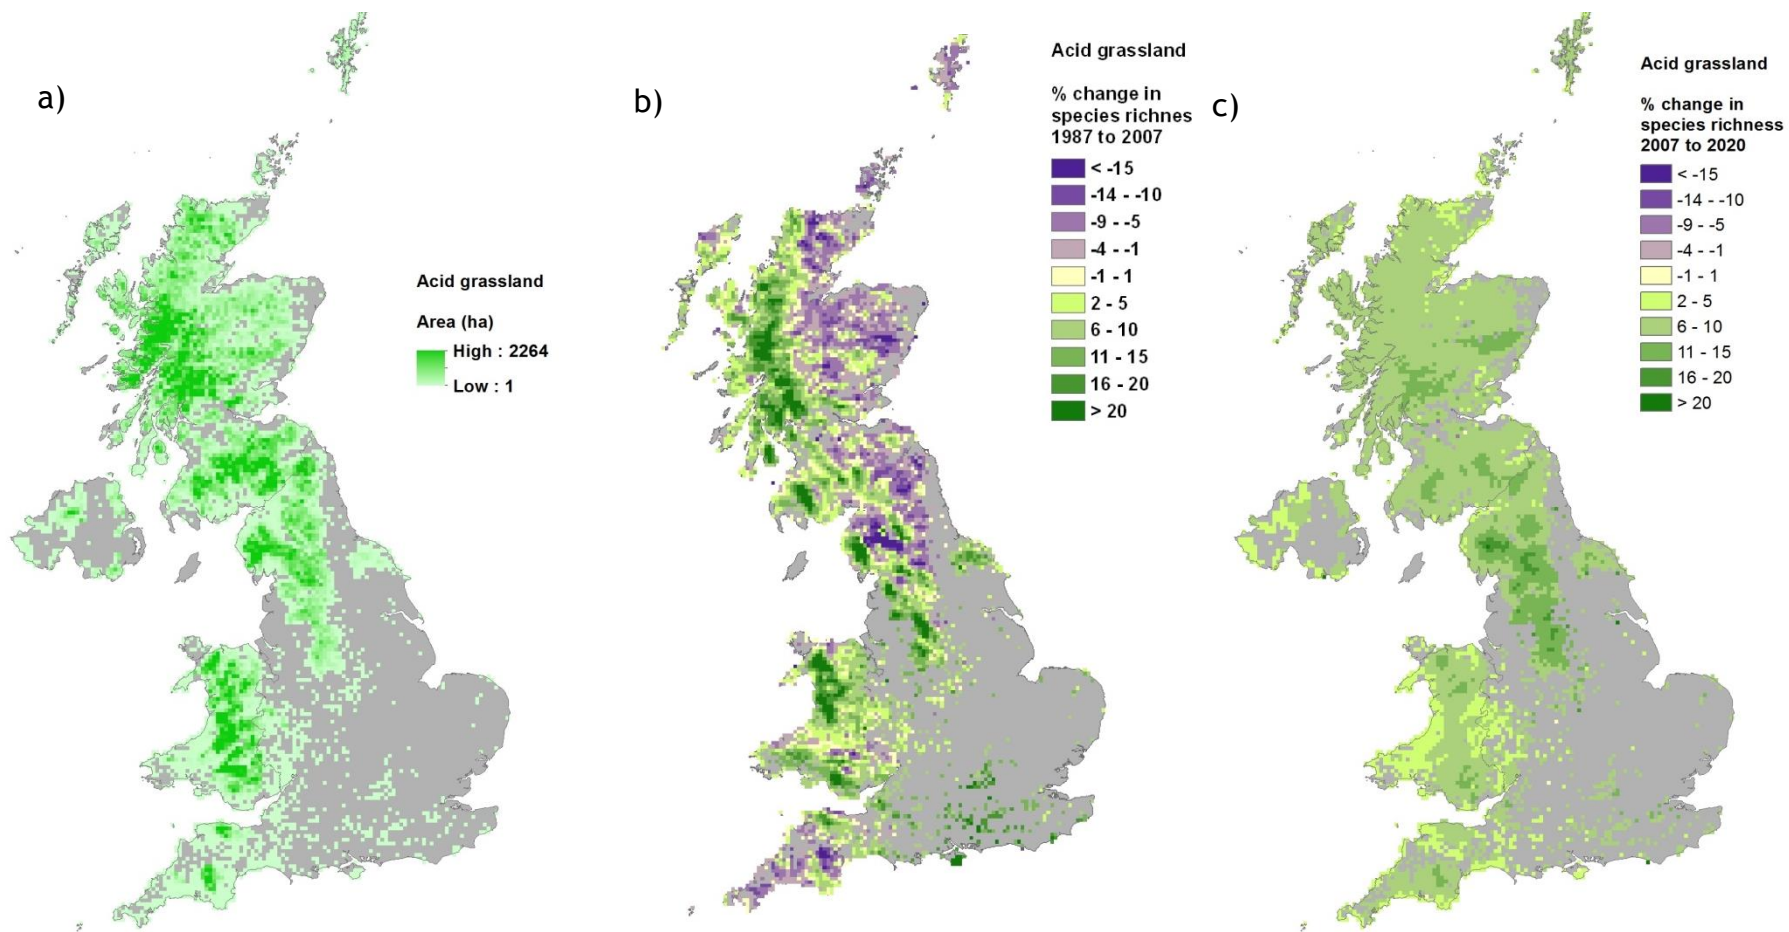 a)
Acid grassland
Area (ha)
High : 2264
Low : 1
b)
Acid grassland
% change in
species richnes
1987 to 2007
< -15
-14 - -10
-9 - -5
-4 - -1
-1 - 1
2 - 5
6 - 10
11 - 15
16 - 20
> 20
c)
Acid grassland
% change in
species richness
2007 to 2020
< -15
-14 - -10
-9 - -5
-4 - -1
-1 - 1
2 - 5
6 - 10
11 - 15
16 - 20
> 20